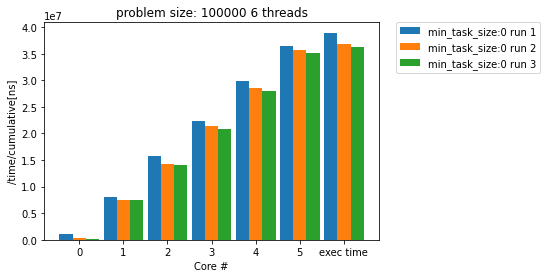 problem size: 100000 6 threads
1e7
4.0
3.5
3.0
2.5
2.0
1.5
1.0
0.5
0.0
/time/cumulative[ns]
0 1 2 3 4 5 exec time
Core #
min_task_size:0 run 1
min_task_size:0 run 2
min_task_size:0 run 3